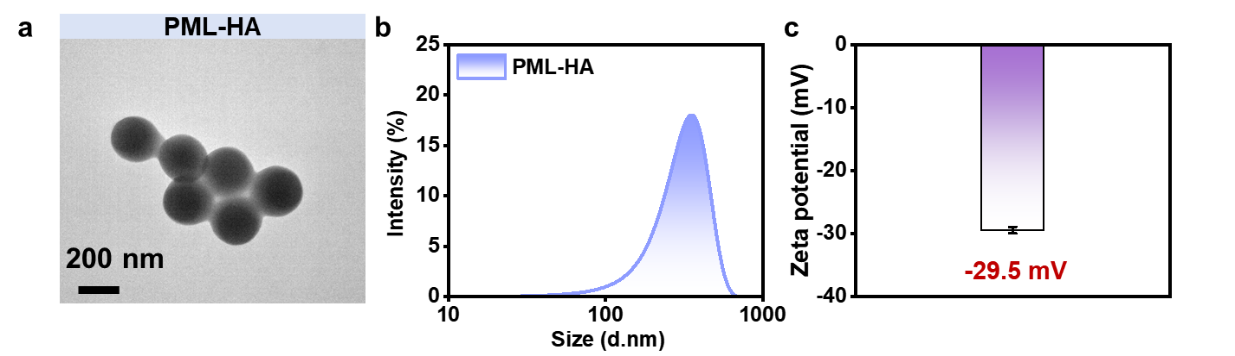 a
PML-HA
200 nm
b
25
20
15
10
5
0
Intensity (%)
PML-HA
10
100
1000
Size (d.nm)
c
0
-10
-20
-30
-40
Zeta potential (mV)
-29.5 mV